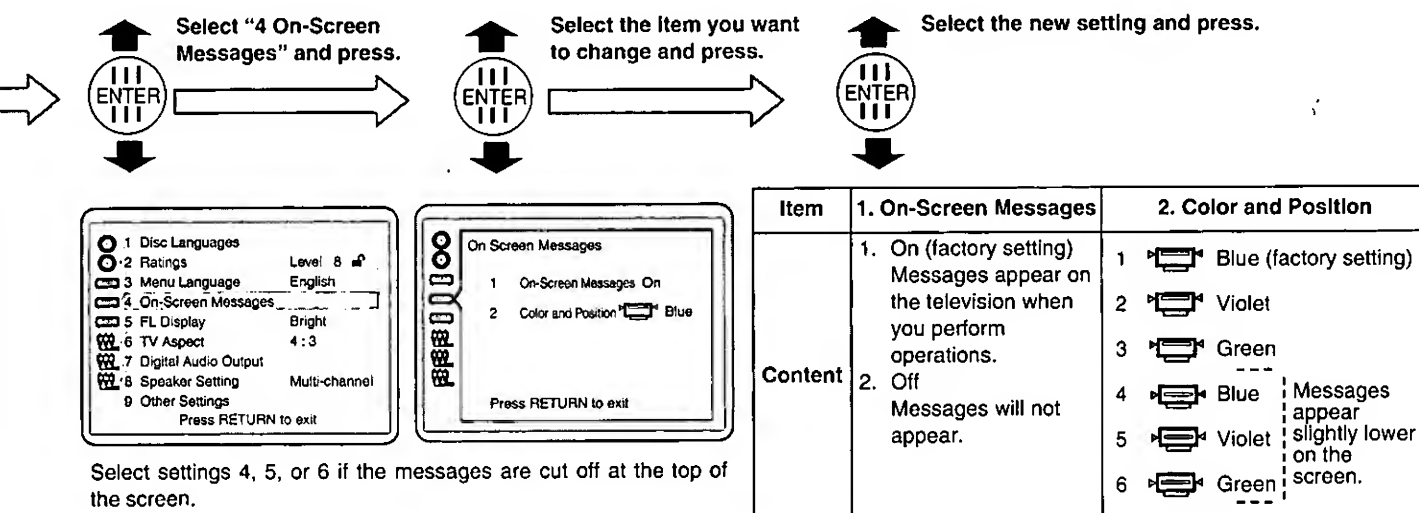 Select "4 On-Screen
Messages" and press.
Select the item you want
to change and press.
Select the new setting and press.
ENTER
ENTER
ENTER
1 Disc Languages
2 Ratings Level 8
3 Menu Language English
4 On-Screen Messages
5 FL Display Bright
6 TV Aspect 4 : 3
7 Digital Audio Output
8 Speaker Setting Multi-channel
9 Other Settings
Press RETURN to exit
On Screen Messages
1 On-Screen Messages On
2 Color and Position Blue
Press RETURN to exit
Select settings 4, 5, or 6 if the messages are cut off at the top of
the screen.
Item
1. On-Screen Messages
2. Color and Position
Content
1. On (factory setting)
Messages appear on
the television when
you perform
operations.
2. Off
Messages will not
appear.
1 Blue (factory setting)
2 Violet
3 Green
4 Blue
5 Violet
6 Green
Messages
appear
slightly lower
on the
screen.